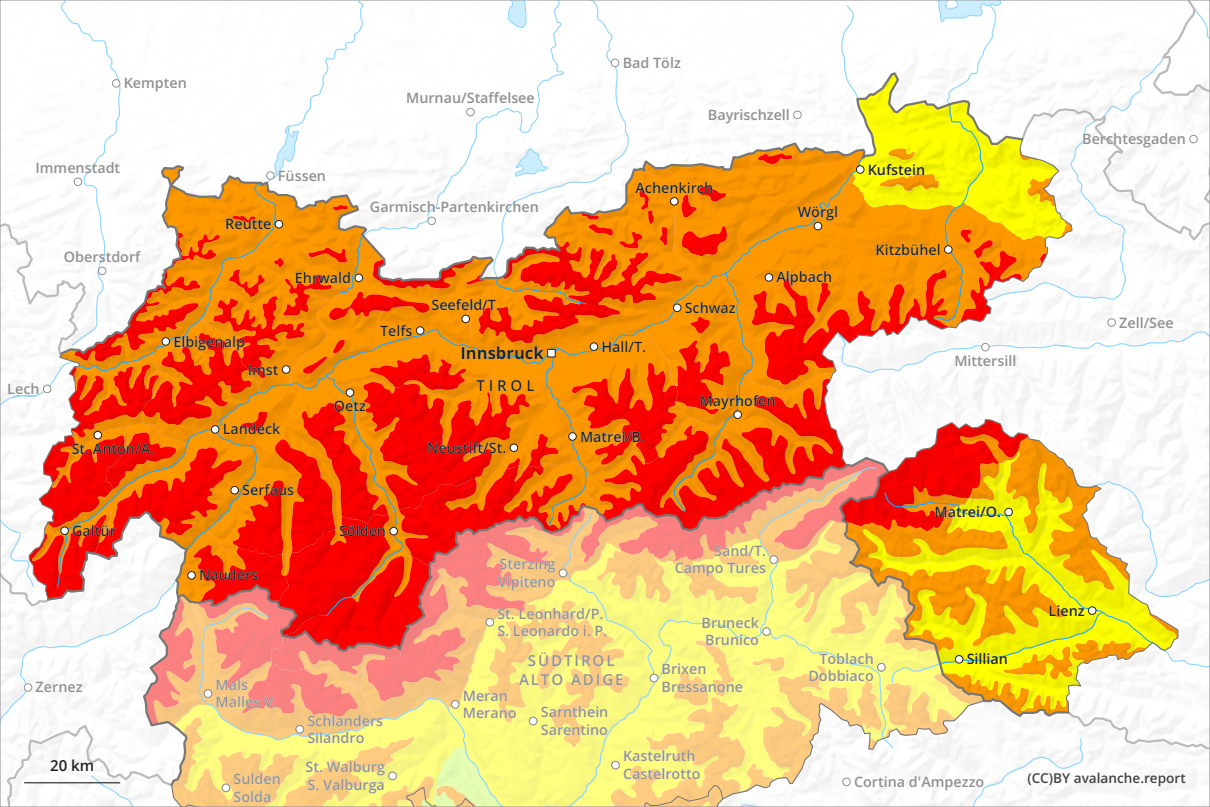 Bad Tölz
Kempten
Murnau/Staffelsee
Bayrischzell
Berchtesgaden
Immenstadt
Füssen
Kufstein
Achenkirch
Garmisch-Partenkirchen
Wörgl
Reutte
Kitzbühel
Oberstdorf
Ehrwald
Alpbach
Seefeld/T.
Schwaz
Zell/See
Telfs
Elbigenalp
Innsbruck
Hall/T.
Mittersill
Imst
TIROL
Lech
Oetz
Mayrhofen
Landeck
Matrei/B.
St. Anton/A.
Neustift/St.
Serfaus
Matrei/O.
Galtür
Sölden
Sand/T.
Campo Tures
Sterzing
Vipiteno
Nauders
Lienz
St. Leonhard/P.
S. Leonardo i. P.
Bruneck
Brunico
SÜDTIROL
ALTO ADIGE
Toblach
Dobbiaco
Sillian
Brixen
Bressanone
Zernez
Mals
Malles V.
Meran
Merano
Sarnthein
Sarentino
Schlanders
Silandro
Kastelruth
Castelrotto
St. Walburg
S. Valburga
Sulden
Solda
Cortina d'Ampezzo
20 km
(CC)BY avalanche.report